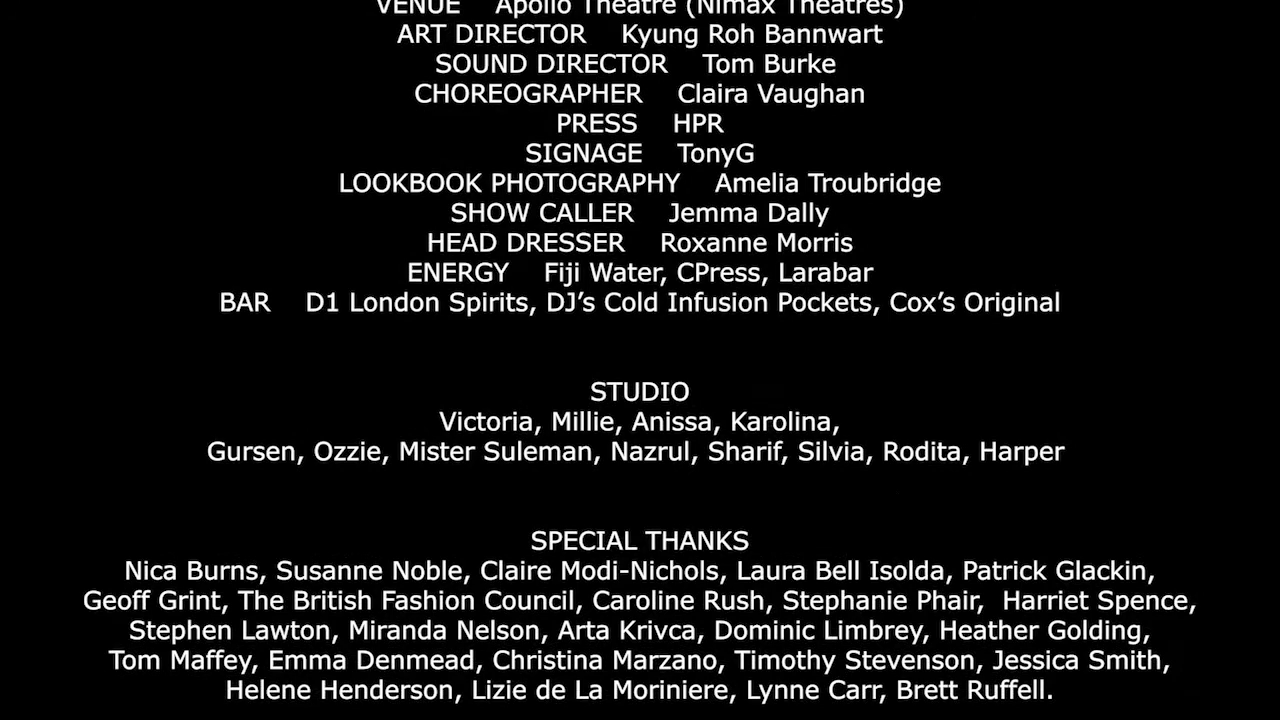 VENUE Apollo Theatre (Nimax Theatres)
ART DIRECTOR Kyung Roh Bannwart
SOUND DIRECTOR Tom Burke
CHOREOGRAPHER Claira Vaughan
PRESS HPR
SIGNAGE TonyG
LOOKBOOK PHOTOGRAPHY Amelia Troubridge
SHOW CALLER Jemma Dally
HEAD DRESSER Roxanne Morris
ENERGY Fiji Water, CPress, Larabar
BAR D1 London Spirits, DJ’s Cold Infusion Pockets, Cox’s Original
STUDIO
Victoria, Millie, Anissa, Karolina,
Gursen, Ozzie, Mister Suleman, Nazrul, Sharif, Silvia, Rodita, Harper
SPECIAL THANKS
Nica Burns, Susanne Noble, Claire Modi-Nichols, Laura Bell Isolda, Patrick Glackin,
Geoff Grint, The British Fashion Council, Caroline Rush, Stephanie Phair, Harriet Spence,
Stephen Lawton, Miranda Nelson, Arta Krivca, Dominic Limbrey, Heather Golding,
Tom Maffey, Emma Denmead, Christina Marzano, Timothy Stevenson, Jessica Smith,
Helene Henderson, Lizie de La Moriniere, Lynne Carr, Brett Ruffell.